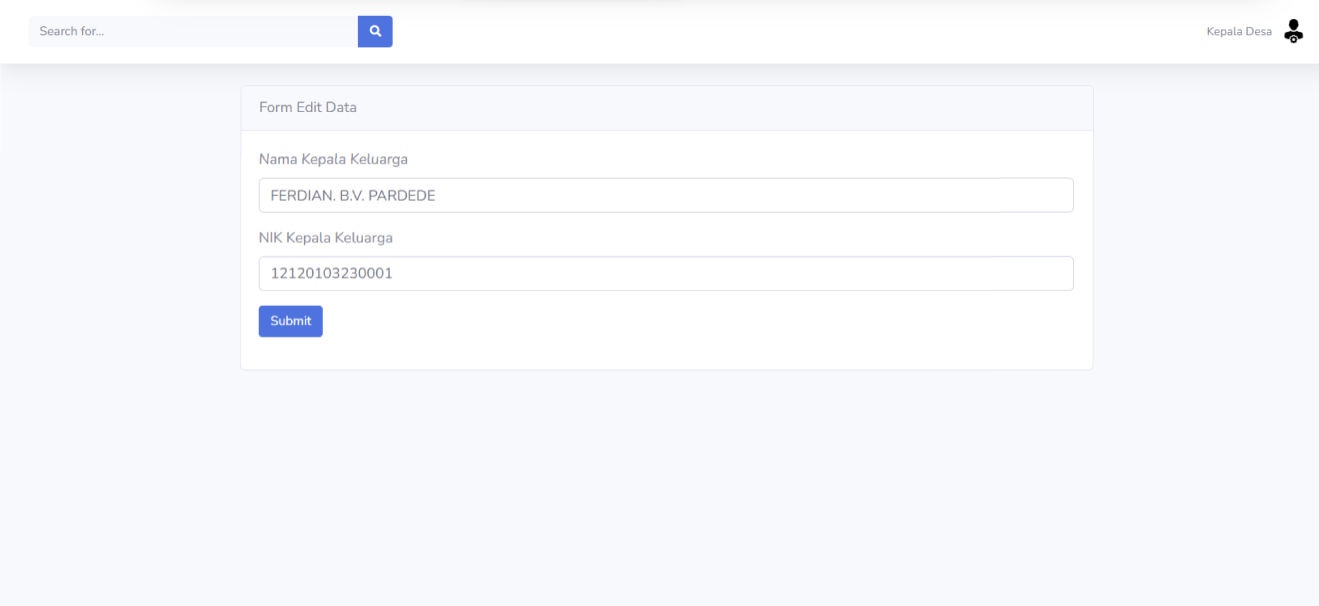 Search for...
Kepala Desa
Form Edit Data
Nama Kepala Keluarga
FERDIAN. B.V. PARDEDE
NIK Kepala Keluarga
12120103230001
Submit